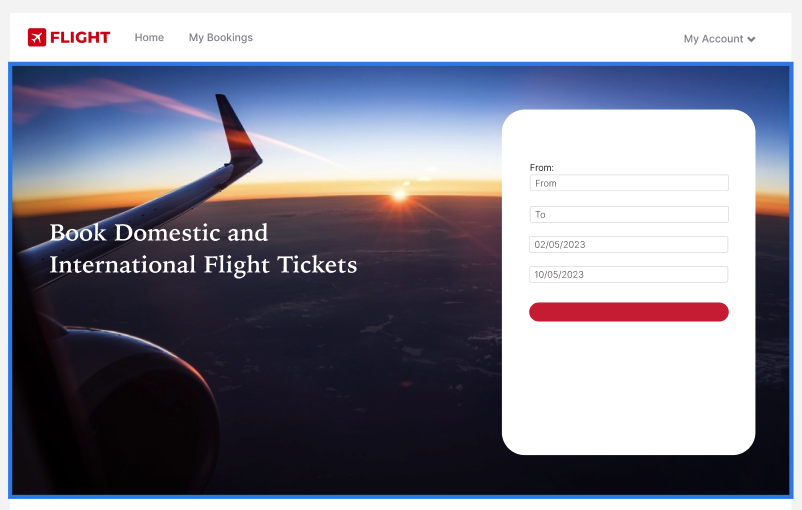 FLIGHT
Home
My Bookings
My Account
Book Domestic and
International Flight Tickets
From:
From
To
02/05/2023
10/05/2023